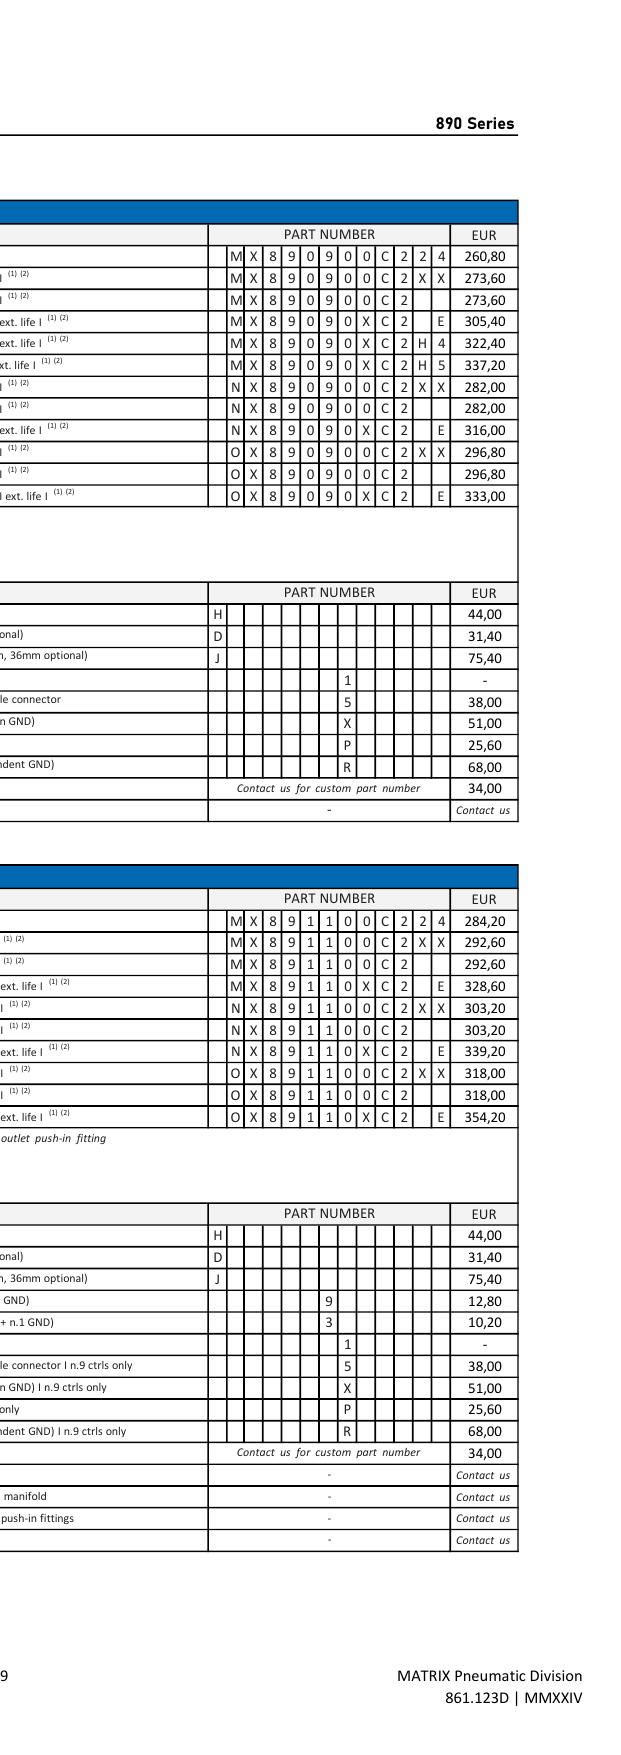 890 Series
PART NUMBER EUR
M X 8 9 0 9 0 0 C 2 2 4 260,80
I (1) (2) M X 8 9 0 9 0 0 C 2 X X 273,60
I (1) (2) M X 8 9 0 9 0 0 C 2 273,60
ext. life I (1) (2) M X 8 9 0 9 0 X C 2 E 305,40
ext. life I (1) (2) M X 8 9 0 9 0 X C 2 H 4 322,40
xt. life I (1) (2) M X 8 9 0 9 0 X C 2 H 5 337,20
I (1) (2) N X 8 9 0 9 0 0 C 2 X X 282,00
I (1) (2) N X 8 9 0 9 0 0 C 2 282,00
ext. life I (1) (2) N X 8 9 0 9 0 X C 2 E 316,00
I (1) (2) O X 8 9 0 9 0 0 C 2 X X 296,80
I (1) (2) O X 8 9 0 9 0 0 C 2 296,80
l ext. life I (1) (2) O X 8 9 0 9 0 X C 2 E 333,00
PART NUMBER EUR
H 44,00
onal) D 31,40
n, 36mm optional) J 75,40
1 -
le connector 5 38,00
n GND) X 51,00
P 25,60
ndent GND) R 68,00
Contact us for custom part number 34,00
- Contact us
PART NUMBER EUR
M X 8 9 1 1 0 0 C 2 2 4 284,20
(1) (2) M X 8 9 1 1 0 0 C 2 X X 292,60
(1) (2) M X 8 9 1 1 0 0 C 2 292,60
ext. life I (1) (2) M X 8 9 1 1 0 X C 2 E 328,60
I (1) (2) N X 8 9 1 1 0 0 C 2 X X 303,20
I (1) (2) N X 8 9 1 1 0 0 C 2 303,20
ext. life I (1) (2) N X 8 9 1 1 0 X C 2 E 339,20
I (1) (2) O X 8 9 1 1 0 0 C 2 X X 318,00
I (1) (2) O X 8 9 1 1 0 0 C 2 318,00
ext. life I (1) (2) O X 8 9 1 1 0 X C 2 E 354,20
outlet push-in fitting
PART NUMBER EUR
H 44,00
onal) D 31,40
n, 36mm optional) J 75,40
GND) 9 12,80
+ n.1 GND) 3 10,20
1 -
le connector I n.9 ctrls only 5 38,00
n GND) I n.9 ctrls only X 51,00
only P 25,60
ndent GND) I n.9 ctrls only R 68,00
Contact us for custom part number 34,00
- Contact us
manifold - Contact us
push-in fittings - Contact us
- Contact us
9 MATRIX Pneumatic Division
861.123D | MMXXIV